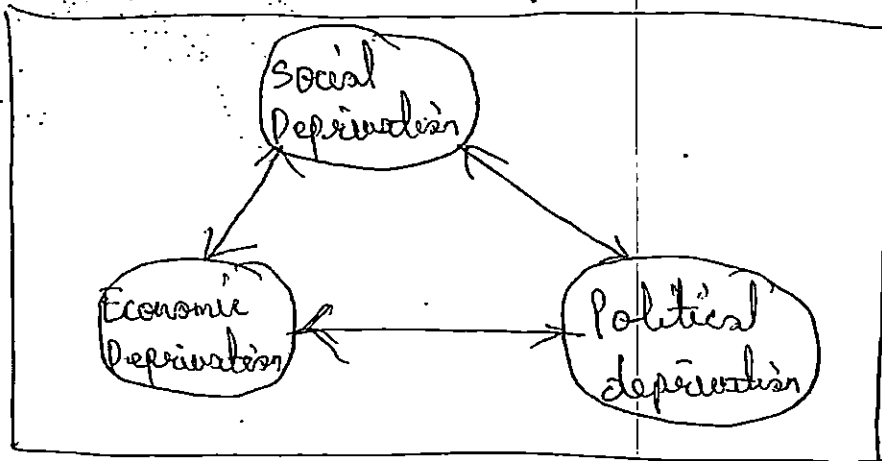 Social
Deprivation
Economic
Deprivation
Political
deprivation